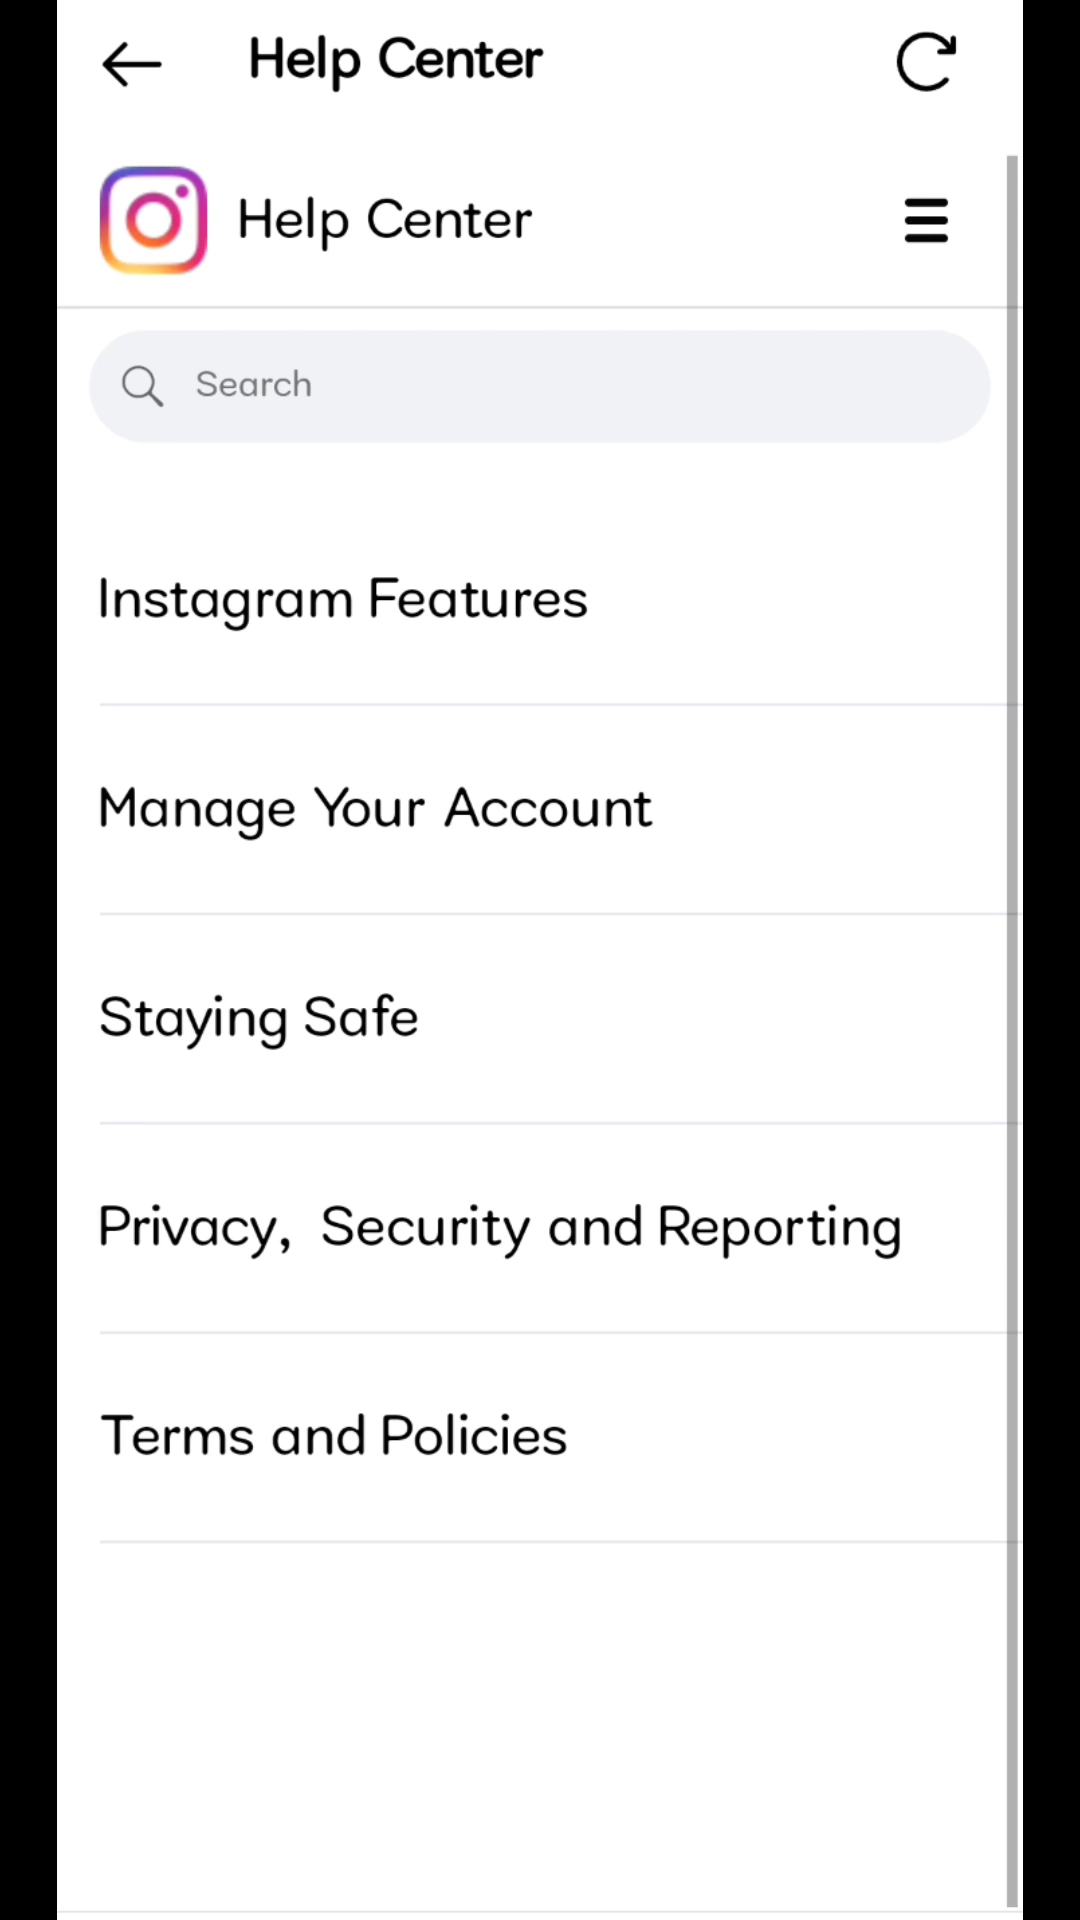 Help Center
Help Center
Search
Instagram Features
Manage Your Account
Staying Safe
Privacy, Security and Reporting
Terms and Policies